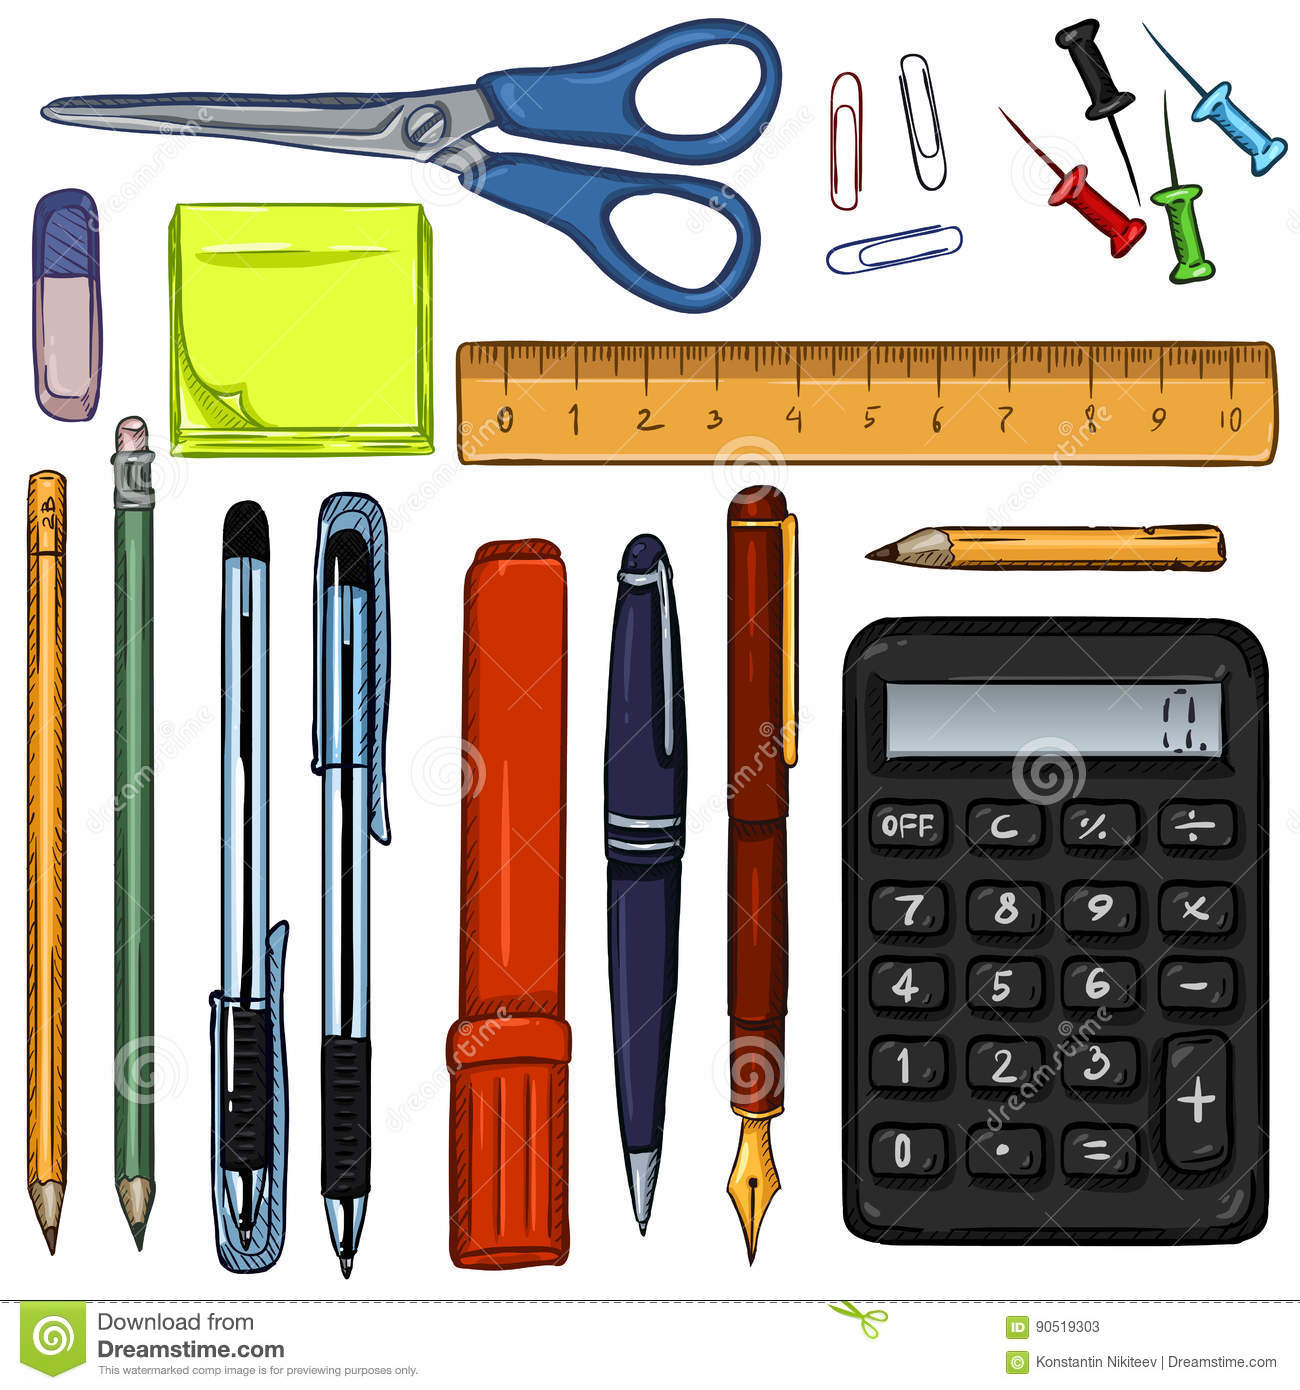 0 1 2 3 4 5 6 7 8 9 10
2B
0.
OFF C % ÷
7 8 9 ×
4 5 6 −
1 2 3
+
0 . =
dreamstime
Download from
Dreamstime.com
This watermarked comp image is for previewing purposes only.
ID 90519303
© Konstantin Nikiteev | Dreamstime.com